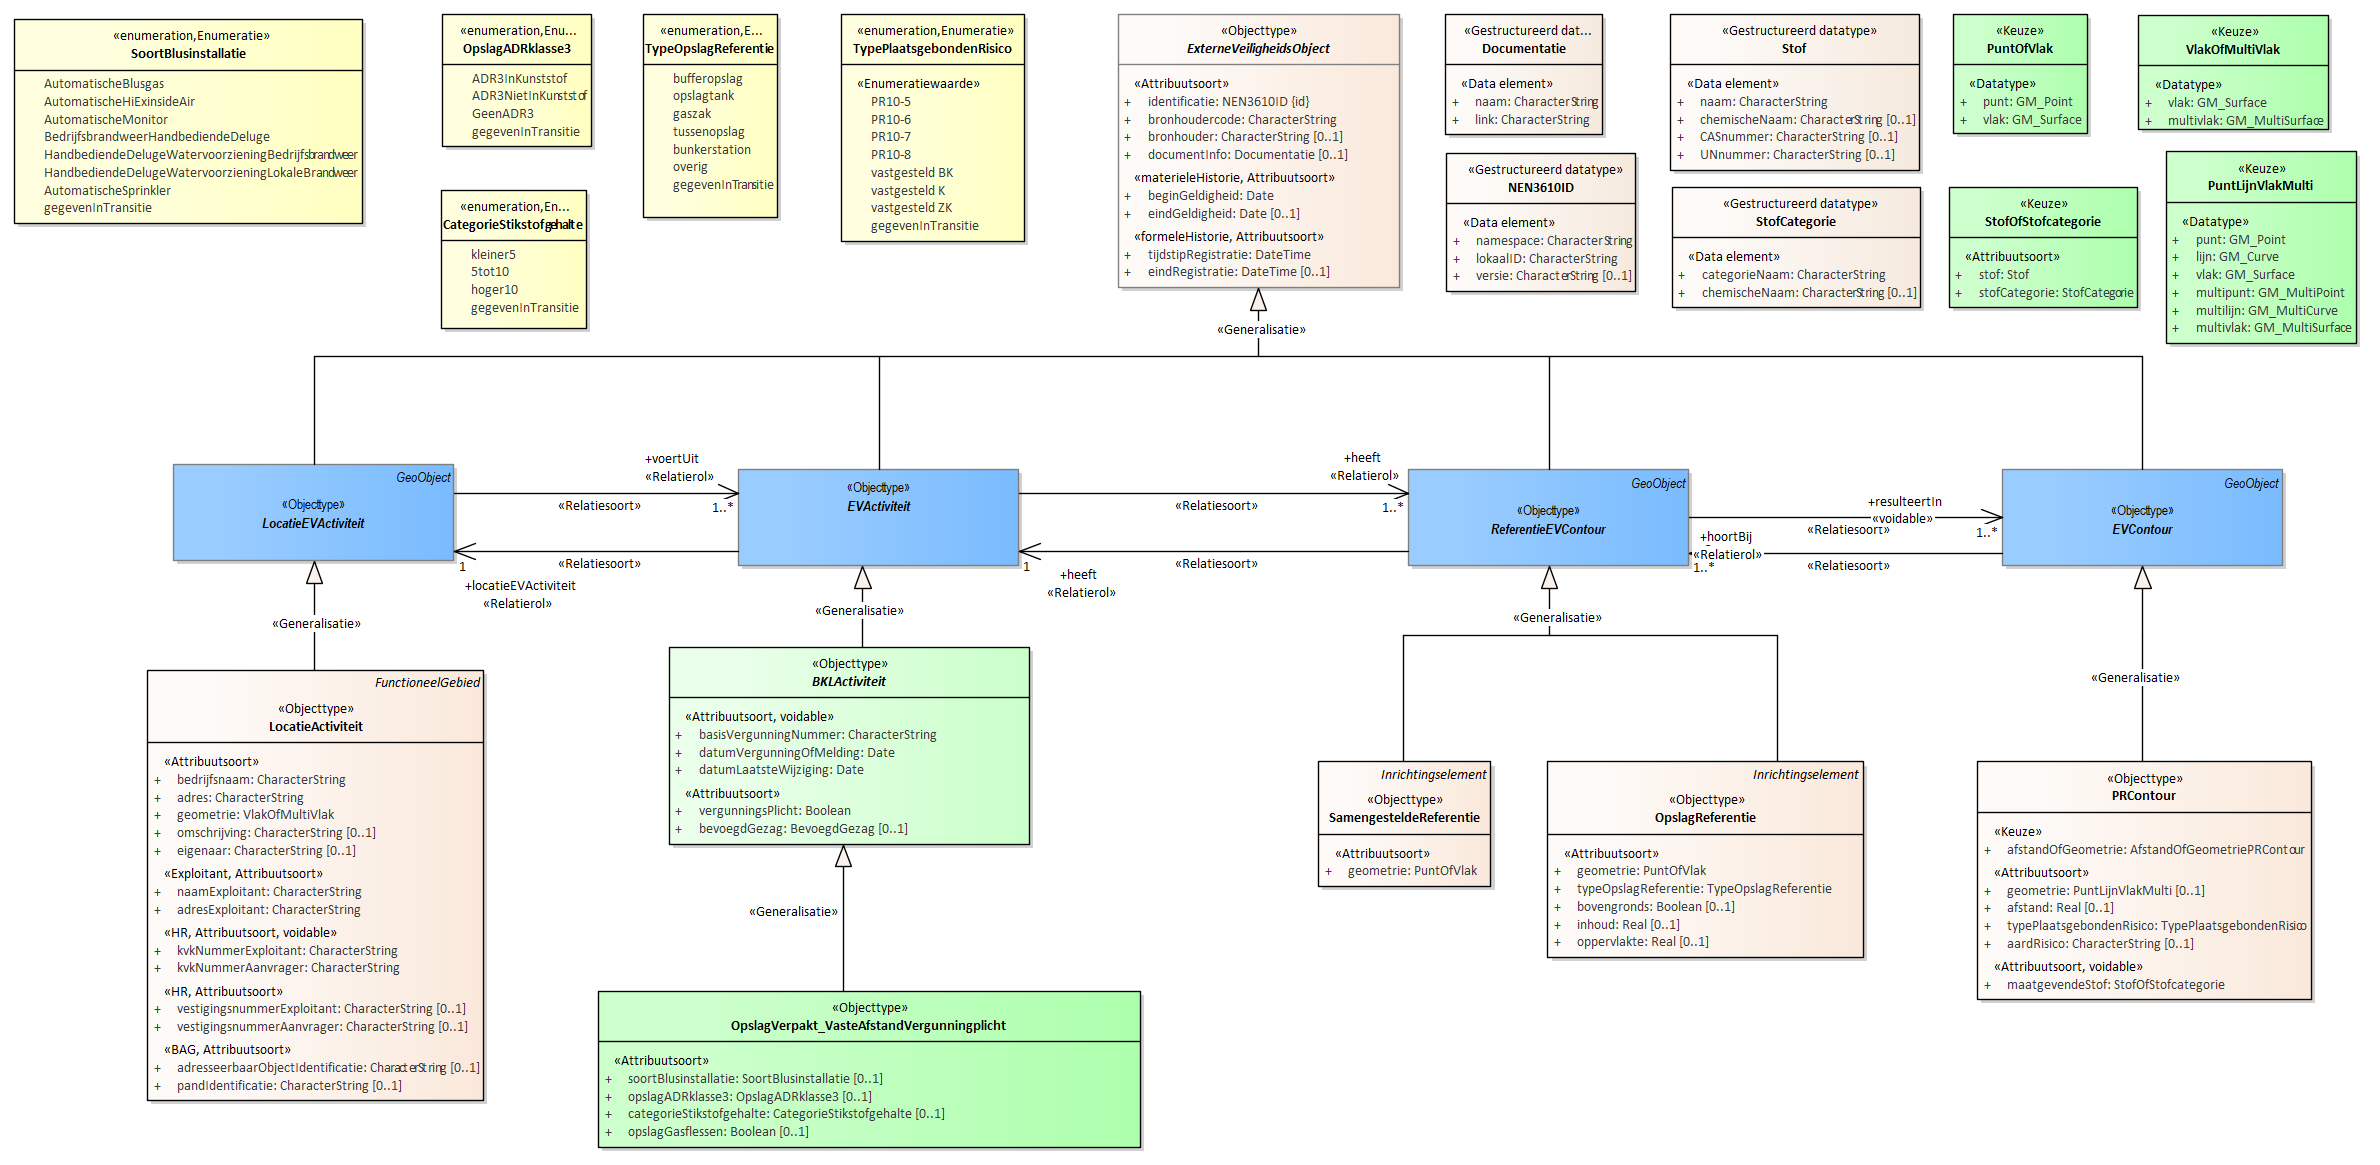 «enumeration,Enumeratie»
SoortBlusinstallatie
AutomatischeBlusgas
AutomatischeHiExinsideAir
AutomatischeMonitor
BedrijfsbrandweerHandbediendeDeluge
HandbediendeDelugeWatervoorzieningBedrijfsbrandweer
HandbediendeDelugeWatervoorzieningLokaleBrandweer
AutomatischeSprinkler
gegevenInTransitie
«enumeration,Enu...
OpslagADRklasse3
ADR3InKunststof
ADR3NietInKunststof
GeenADR3
gegevenInTransitie
«enumeration,En...
CategorieStikstofgehalte
kleiner5
5tot10
hoger10
gegevenInTransitie
«enumeration,E...
TypeOpslagReferentie
bufferopslag
opslagtank
gaszak
tussenopslag
bunkerstation
overig
gegevenInTransitie
«enumeration,Enumeratie»
TypePlaatsgebondenRisico
«Enumeratiewaarde»
PR10-5
PR10-6
PR10-7
PR10-8
vastgesteld BK
vastgesteld K
vastgesteld ZK
gegevenInTransitie
«Objecttype»
ExterneVeiligheidsObject
«Attribuutsoort»
+ identificatie: NEN3610ID {id}
+ bronhoudercode: CharacterString
+ bronhouder: CharacterString [0..1]
+ documentInfo: Documentatie [0..1]
«materieleHistorie, Attribuutsoort»
+ beginGeldigheid: Date
+ eindGeldigheid: Date [0..1]
«formeleHistorie, Attribuutsoort»
+ tijdstipRegistratie: DateTime
+ eindRegistratie: DateTime [0..1]
«Gestructureerd dat...
Documentatie
«Data element»
+ naam: CharacterString
+ link: CharacterString
«Gestructureerd datatype»
NEN3610ID
«Data element»
+ namespace: CharacterString
+ lokaalID: CharacterString
+ versie: CharacterString [0..1]
«Gestructureerd datatype»
Stof
«Data element»
+ naam: CharacterString
+ chemischeNaam: CharacterString [0..1]
+ CASnummer: CharacterString [0..1]
+ UNnummer: CharacterString [0..1]
«Gestructureerd datatype»
StofCategorie
«Data element»
+ categorieNaam: CharacterString
+ chemischeNaam: CharacterString [0..1]
«Keuze»
PuntOfVlak
«Datatype»
+ punt: GM_Point
+ vlak: GM_Surface
«Keuze»
StofOfStofcategorie
«Attribuutsoort»
+ stof: Stof
+ stofCategorie: StofCategorie
«Keuze»
VlakOfMultiVlak
«Datatype»
+ vlak: GM_Surface
+ multivlak: GM_MultiSurface
«Keuze»
PuntLijnVlakMulti
«Datatype»
+ punt: GM_Point
+ lijn: GM_Curve
+ vlak: GM_Surface
+ multipunt: GM_MultiPoint
+ multilijn: GM_MultiCurve
+ multivlak: GM_MultiSurface
«Generalisatie»
GeoObject
«Objecttype»
LocatieEVActiviteit
+voertUit
«Relatierol»
1..*
«Relatiesoort»
«Relatiesoort»
1
+locatieEVActiviteit
«Relatierol»
«Objecttype»
EVActiviteit
+heeft
«Relatierol»
1..*
«Relatiesoort»
«Relatiesoort»
1
+heeft
«Relatierol»
GeoObject
«Objecttype»
ReferentieEVContour
+resulteertIn
«voidable»
«Relatiesoort»
1..*
+hoortBij
«Relatierol»
1..*
«Relatiesoort»
GeoObject
«Objecttype»
EVContour
«Generalisatie»
«Generalisatie»
«Generalisatie»
«Generalisatie»
FunctioneelGebied
«Objecttype»
LocatieActiviteit
«Attribuutsoort»
+ bedrijfsnaam: CharacterString
+ adres: CharacterString
+ geometrie: VlakOfMultiVlak
+ omschrijving: CharacterString [0..1]
+ eigenaar: CharacterString [0..1]
«Exploitant, Attribuutsoort»
+ naamExploitant: CharacterString
+ adresExploitant: CharacterString
«HR, Attribuutsoort, voidable»
+ kvkNummerExploitant: CharacterString
+ kvkNummerAanvrager: CharacterString
«HR, Attribuutsoort»
+ vestigingsnummerExploitant: CharacterString [0..1]
+ vestigingsnummerAanvrager: CharacterString [0..1]
«BAG, Attribuutsoort»
+ adresseerbaarObjectIdentificatie: CharacterString [0..1]
+ pandIdentificatie: CharacterString [0..1]
«Objecttype»
BKLActiviteit
«Attribuutsoort, voidable»
+ basisVergunningNummer: CharacterString
+ datumVergunningOfMelding: Date
+ datumLaatsteWijziging: Date
«Attribuutsoort»
+ vergunningsPlicht: Boolean
+ bevoegdGezag: BevoegdGezag [0..1]
«Generalisatie»
«Objecttype»
OpslagVerpakt_VasteAfstandVergunningplicht
«Attribuutsoort»
+ soortBlusinstallatie: SoortBlusinstallatie [0..1]
+ opslagADRklasse3: OpslagADRklasse3 [0..1]
+ categorieStikstofgehalte: CategorieStikstofgehalte [0..1]
+ opslagGasflessen: Boolean [0..1]
Inrichtingselement
«Objecttype»
SamengesteldeReferentie
«Attribuutsoort»
+ geometrie: PuntOfVlak
Inrichtingselement
«Objecttype»
OpslagReferentie
«Attribuutsoort»
+ geometrie: PuntOfVlak
+ typeOpslagReferentie: TypeOpslagReferentie
+ bovengronds: Boolean [0..1]
+ inhoud: Real [0..1]
+ oppervlakte: Real [0..1]
«Objecttype»
PRContour
«Keuze»
+ afstandOfGeometrie: AfstandOfGeometriePRContour
«Attribuutsoort»
+ geometrie: PuntLijnVlakMulti [0..1]
+ afstand: Real [0..1]
+ typePlaatsgebondenRisico: TypePlaatsgebondenRisico
+ aardRisico: CharacterString [0..1]
«Attribuutsoort, voidable»
+ maatgevendeStof: StofOfStofcategorie